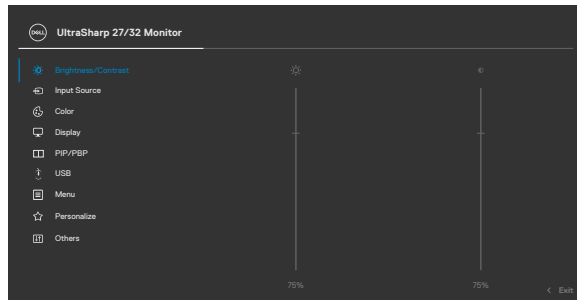 DELL
UltraSharp 27/32 Monitor
Brightness/Contrast
Input Source
Color
Display
PIP/PBP
USB
Menu
Personalize
Others
75% 75%
< Exit